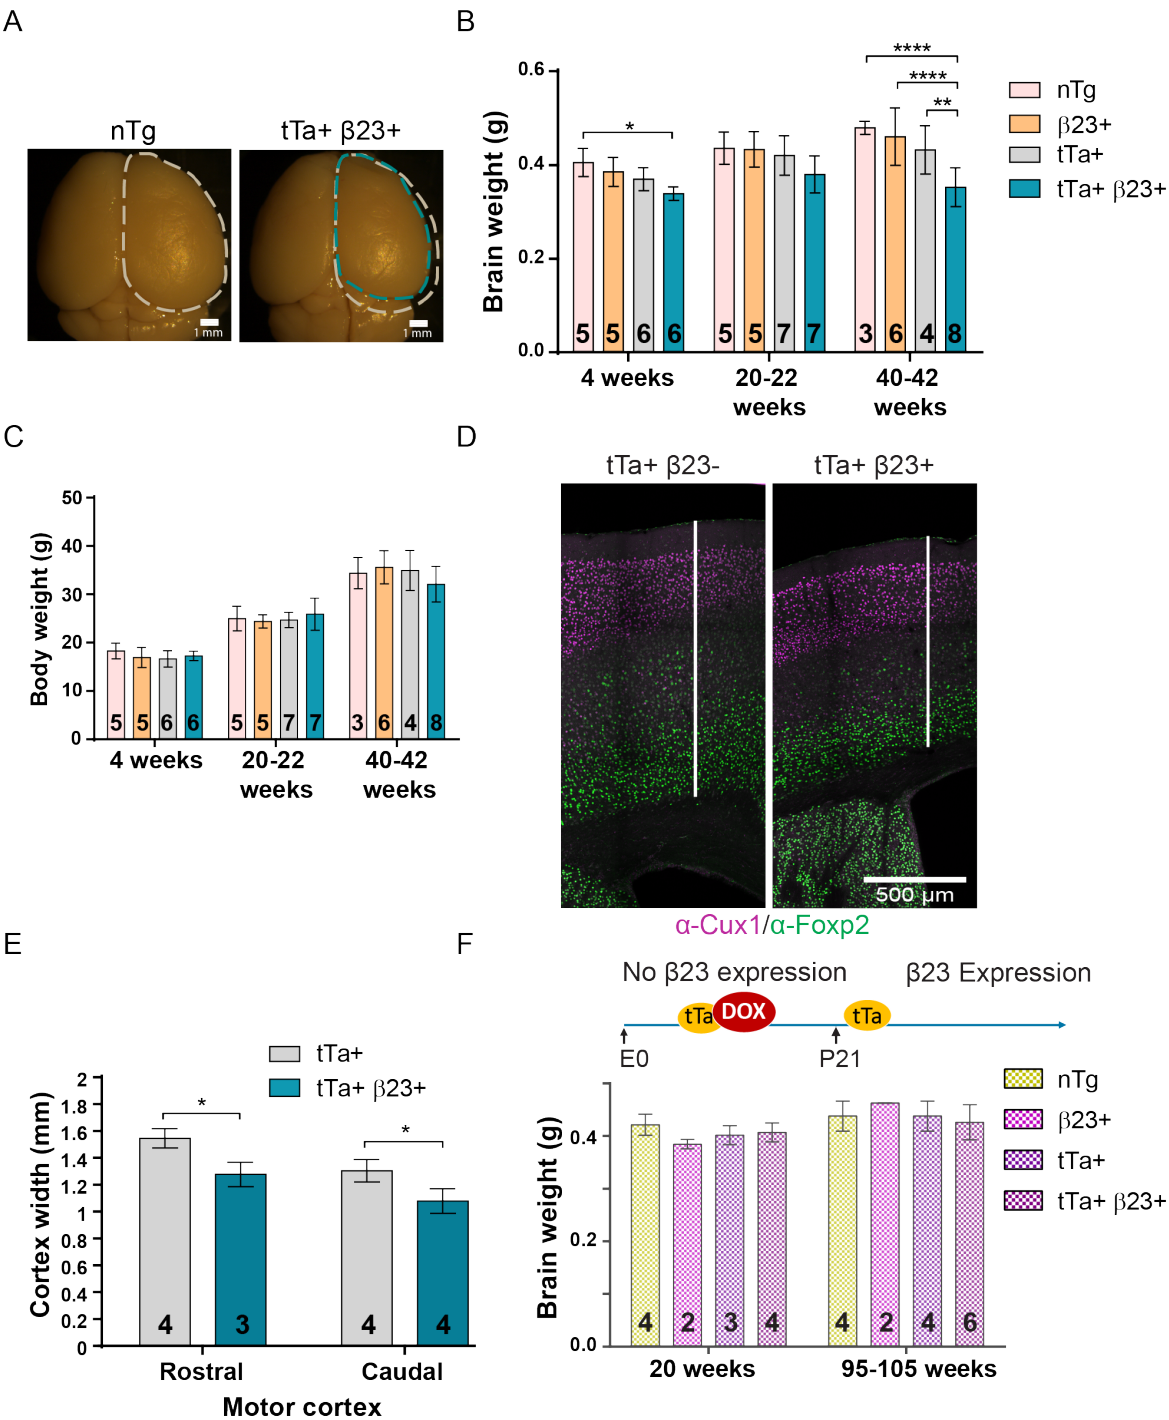 A
nTg
tTa+ β23+
1 mm
1 mm
B
Brain weight (g)
0.6
0.4
0.2
0.0
****
****
**
*
5
5
6
6
5
5
7
7
3
6
4
8
4 weeks
20-22
weeks
40-42
weeks
nTg
β23+
tTa+
tTa+ β23+
C
Body weight (g)
50
40
30
20
10
0
5
5
6
6
5
5
7
7
3
6
4
8
4 weeks
20-22
weeks
40-42
weeks
D
tTa+ β23-
tTa+ β23+
500 μm
α-Cux1/α-Foxp2
E
tTa+
tTa+ β23+
Cortex width (mm)
2
1.8
1.6
1.4
1.2
1
0.8
0.6
0.4
0.2
0
*
*
4
3
4
4
Rostral
Caudal
Motor cortex
F
No β23 expression
β23 Expression
tTa
DOX
tTa
E0
P21
Brain weight (g)
0.4
0.2
0.0
4
2
3
4
4
2
4
6
20 weeks
95-105 weeks
nTg
β23+
tTa+
tTa+ β23+